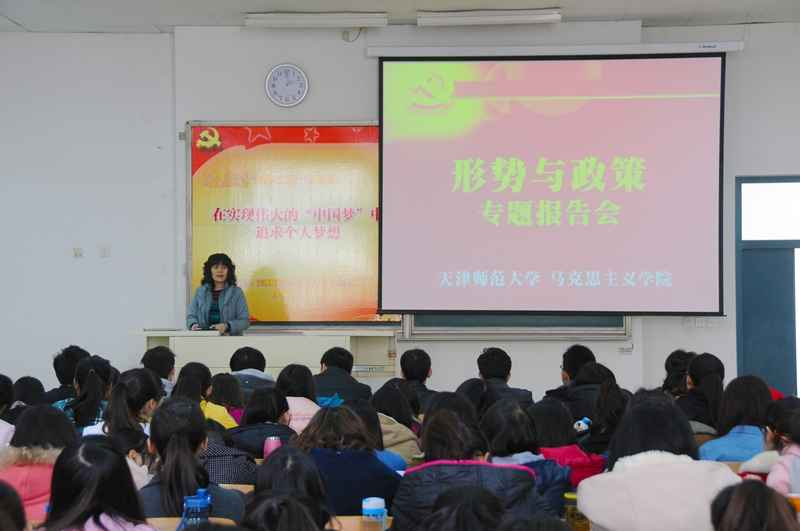 在实现伟大的“中国梦”中
追求个人梦想
形势与政策
专题报告会
天津师范大学 马克思主义学院